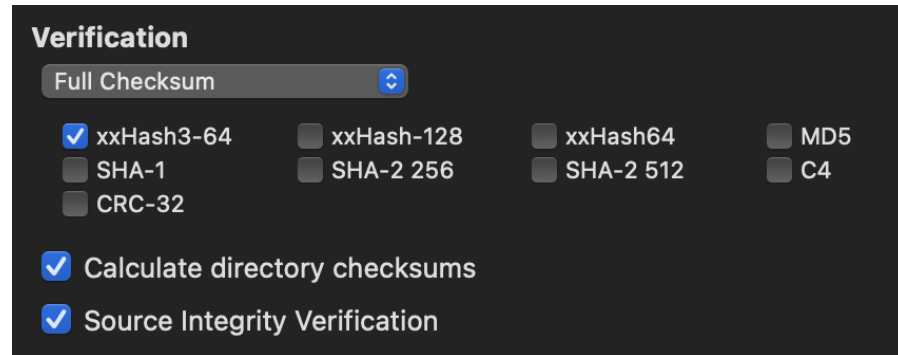 Verification
Full Checksum
xxHash3-64 xxHash-128 xxHash64 MD5
SHA-1 SHA-2 256 SHA-2 512 C4
CRC-32
Calculate directory checksums
Source Integrity Verification